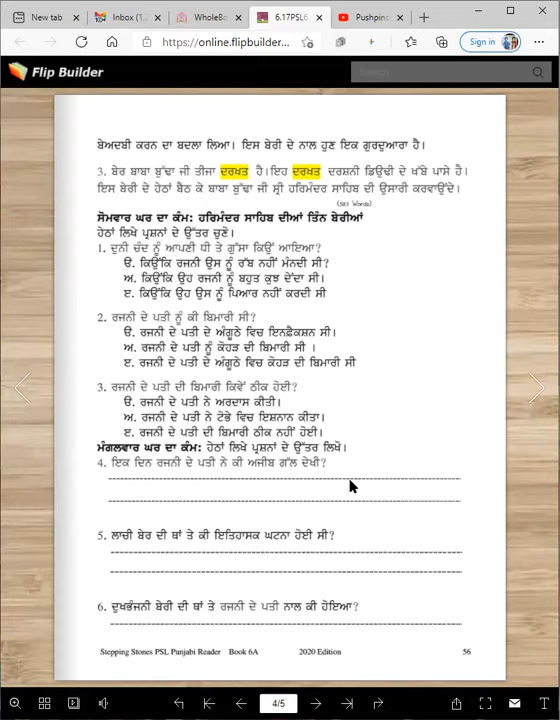 New tab
Inbox (1,2
WholeBo
6.17PSL6
Pushpind
https://online.flipbuilder...
Sign in
Flip Builder
Search
ਬੇਅਦਬੀ ਕਰਨ ਦਾ ਬਦਲਾ ਲਿਆ। ਇਸ ਬੇਰੀ ਦੇ ਨਾਲ ਹੁਣ ਇਕ ਗੁਰਦੁਆਰਾ ਹੈ।
3. ਬੇਰ ਬਾਬਾ ਬੁੱਢਾ ਜੀ ਤੀਜਾ ਦਰਖਤ ਹੈ। ਇਹ ਦਰਖਤ ਦਰਸ਼ਨੀ ਡਿਉਢੀ ਦੇ ਖੱਬੇ ਪਾਸੇ ਹੈ।
ਇਸ ਬੇਰੀ ਦੇ ਹੇਠਾਂ ਬੈਠ ਕੇ ਬਾਬਾ ਬੁੱਢਾ ਜੀ ਸ੍ਰੀ ਹਰਿਮੰਦਰ ਸਾਹਿਬ ਦੀ ਉਸਾਰੀ ਕਰਵਾਉਂਦੇ।
(583 Words)
ਸੋਮਵਾਰ ਘਰ ਦਾ ਕੰਮ: ਹਰਿਮੰਦਰ ਸਾਹਿਬ ਦੀਆਂ ਤਿੰਨ ਬੇਰੀਆਂ
ਹੇਠਾਂ ਲਿਖੇ ਪ੍ਰਸ਼ਨਾਂ ਦੇ ਉੱਤਰ ਚੁਣੋ।
1. ਦੁਨੀ ਚੰਦ ਨੂੰ ਆਪਣੀ ਧੀ ਤੇ ਗੁੱਸਾ ਕਿਉਂ ਆਇਆ?
ੳ. ਕਿਉਂਕਿ ਰਜਨੀ ਉਸ ਨੂੰ ਰੱਬ ਨਹੀਂ ਮੰਨਦੀ ਸੀ?
ਅ. ਕਿਉਂਕਿ ਉਹ ਰਜਨੀ ਨੂੰ ਬਹੁਤ ਕੁਝ ਦੇਂਦਾ ਸੀ।
ੲ. ਕਿਉਂਕਿ ਉਹ ਉਸ ਨੂੰ ਪਿਆਰ ਨਹੀਂ ਕਰਦੀ ਸੀ
2. ਰਜਨੀ ਦੇ ਪਤੀ ਨੂੰ ਕੀ ਬਿਮਾਰੀ ਸੀ?
ੳ. ਰਜਨੀ ਦੇ ਪਤੀ ਦੇ ਅੰਗੂਠੇ ਵਿਚ ਇਨਫ਼ੈਕਸ਼ਨ ਸੀ।
ਅ. ਰਜਨੀ ਦੇ ਪਤੀ ਨੂੰ ਕੋਹੜ ਦੀ ਬਿਮਾਰੀ ਸੀ ।
ੲ. ਰਜਨੀ ਦੇ ਪਤੀ ਦੇ ਅੰਗੂਠੇ ਵਿਚ ਕੋਹੜ ਦੀ ਬਿਮਾਰੀ ਸੀ
3. ਰਜਨੀ ਦੇ ਪਤੀ ਦੀ ਬਿਮਾਰੀ ਕਿਵੇਂ ਠੀਕ ਹੋਈ?
ੳ. ਰਜਨੀ ਦੇ ਪਤੀ ਨੇ ਅਰਦਾਸ ਕੀਤੀ।
ਅ. ਰਜਨੀ ਦੇ ਪਤੀ ਨੇ ਟੋਭੇ ਵਿਚ ਇਸ਼ਨਾਨ ਕੀਤਾ।
ੲ. ਰਜਨੀ ਦੇ ਪਤੀ ਦੀ ਬਿਮਾਰੀ ਠੀਕ ਨਹੀਂ ਹੋਈ।
ਮੰਗਲਵਾਰ ਘਰ ਦਾ ਕੰਮ: ਹੇਠਾਂ ਲਿਖੇ ਪ੍ਰਸ਼ਨਾਂ ਦੇ ਉੱਤਰ ਲਿਖੋ।
4. ਇਕ ਦਿਨ ਰਜਨੀ ਦੇ ਪਤੀ ਨੇ ਕੀ ਅਜੀਬ ਗੱਲ ਦੇਖੀ?
5. ਲਾਚੀ ਬੇਰ ਦੀ ਥਾਂ ਤੇ ਕੀ ਇਤਿਹਾਸਕ ਘਟਨਾ ਹੋਈ ਸੀ?
6. ਦੁਖਭੰਜਨੀ ਬੇਰੀ ਦੀ ਥਾਂ ਤੇ ਰਜਨੀ ਦੇ ਪਤੀ ਨਾਲ ਕੀ ਹੋਇਆ?
Stepping Stones PSL Punjabi Reader Book 6A 2020 Edition 56
4/5